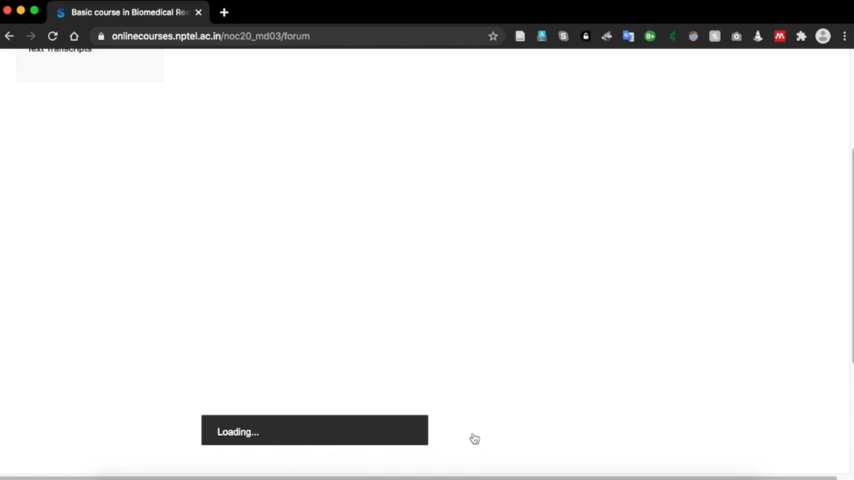 Basic course in Biomedical Re
onlinecourses.nptel.ac.in/noc20_md03/forum
Text Transcripts
Loading...